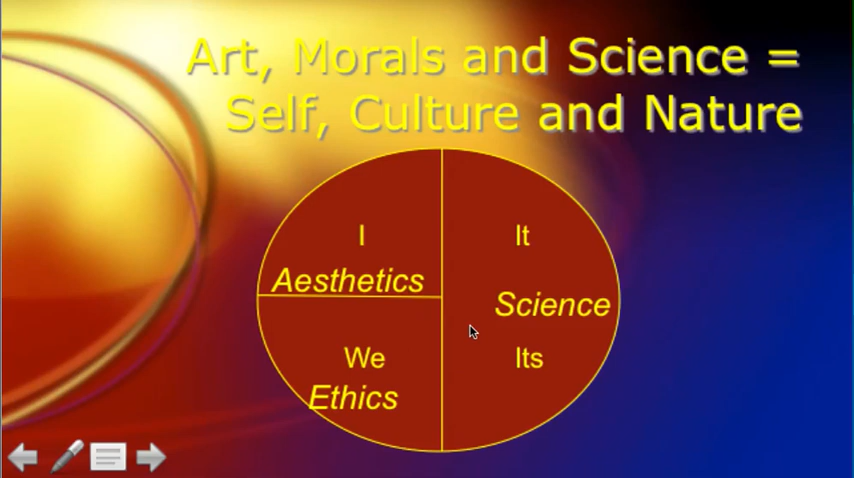 Art, Morals and Science =
Self, Culture and Nature
I
Aesthetics
We
Ethics
It
Science
Its